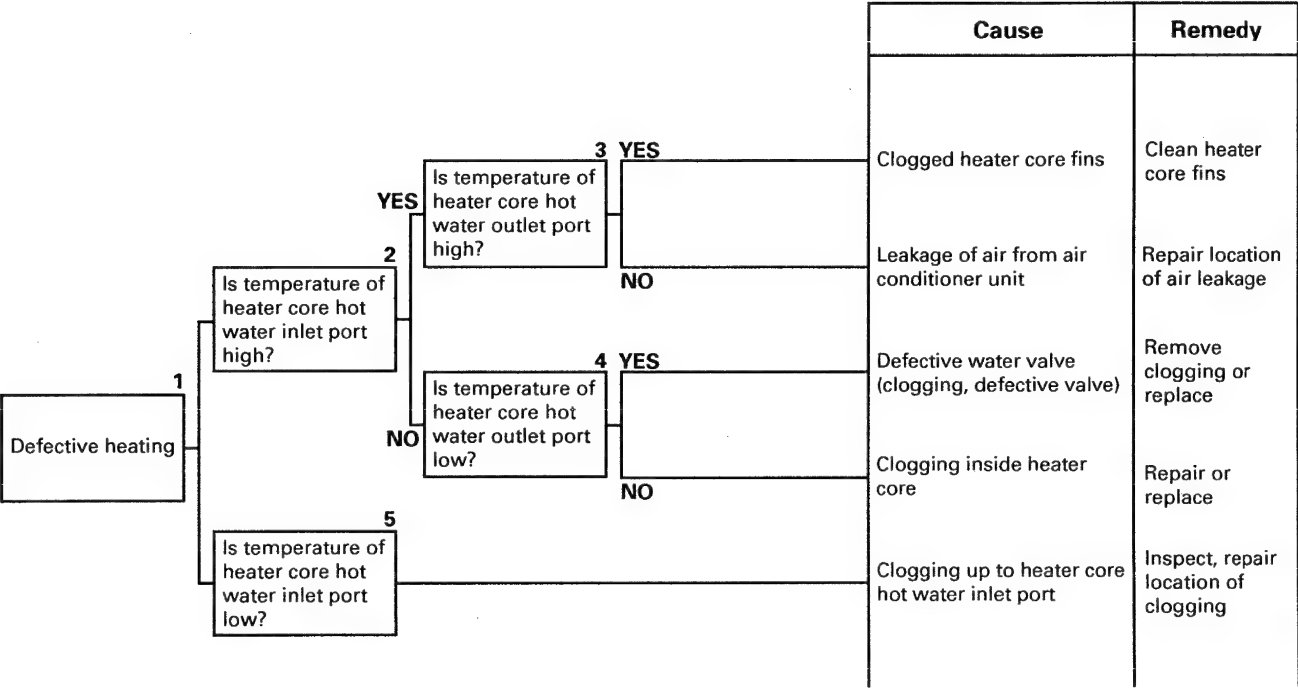 Cause
Remedy
1
Defective heating
2
Is temperature of
heater core hot
water inlet port
high?
YES
NO
3
Is temperature of
heater core hot
water outlet port
high?
YES
NO
4
Is temperature of
heater core hot
water outlet port
low?
YES
NO
5
Is temperature of
heater core hot
water inlet port
low?
Clogged heater core fins
Clean heater
core fins
Leakage of air from air
conditioner unit
Repair location
of air leakage
Defective water valve
(clogging, defective valve)
Remove
clogging or
replace
Clogging inside heater
core
Repair or
replace
Clogging up to heater core
hot water inlet port
Inspect, repair
location of
clogging